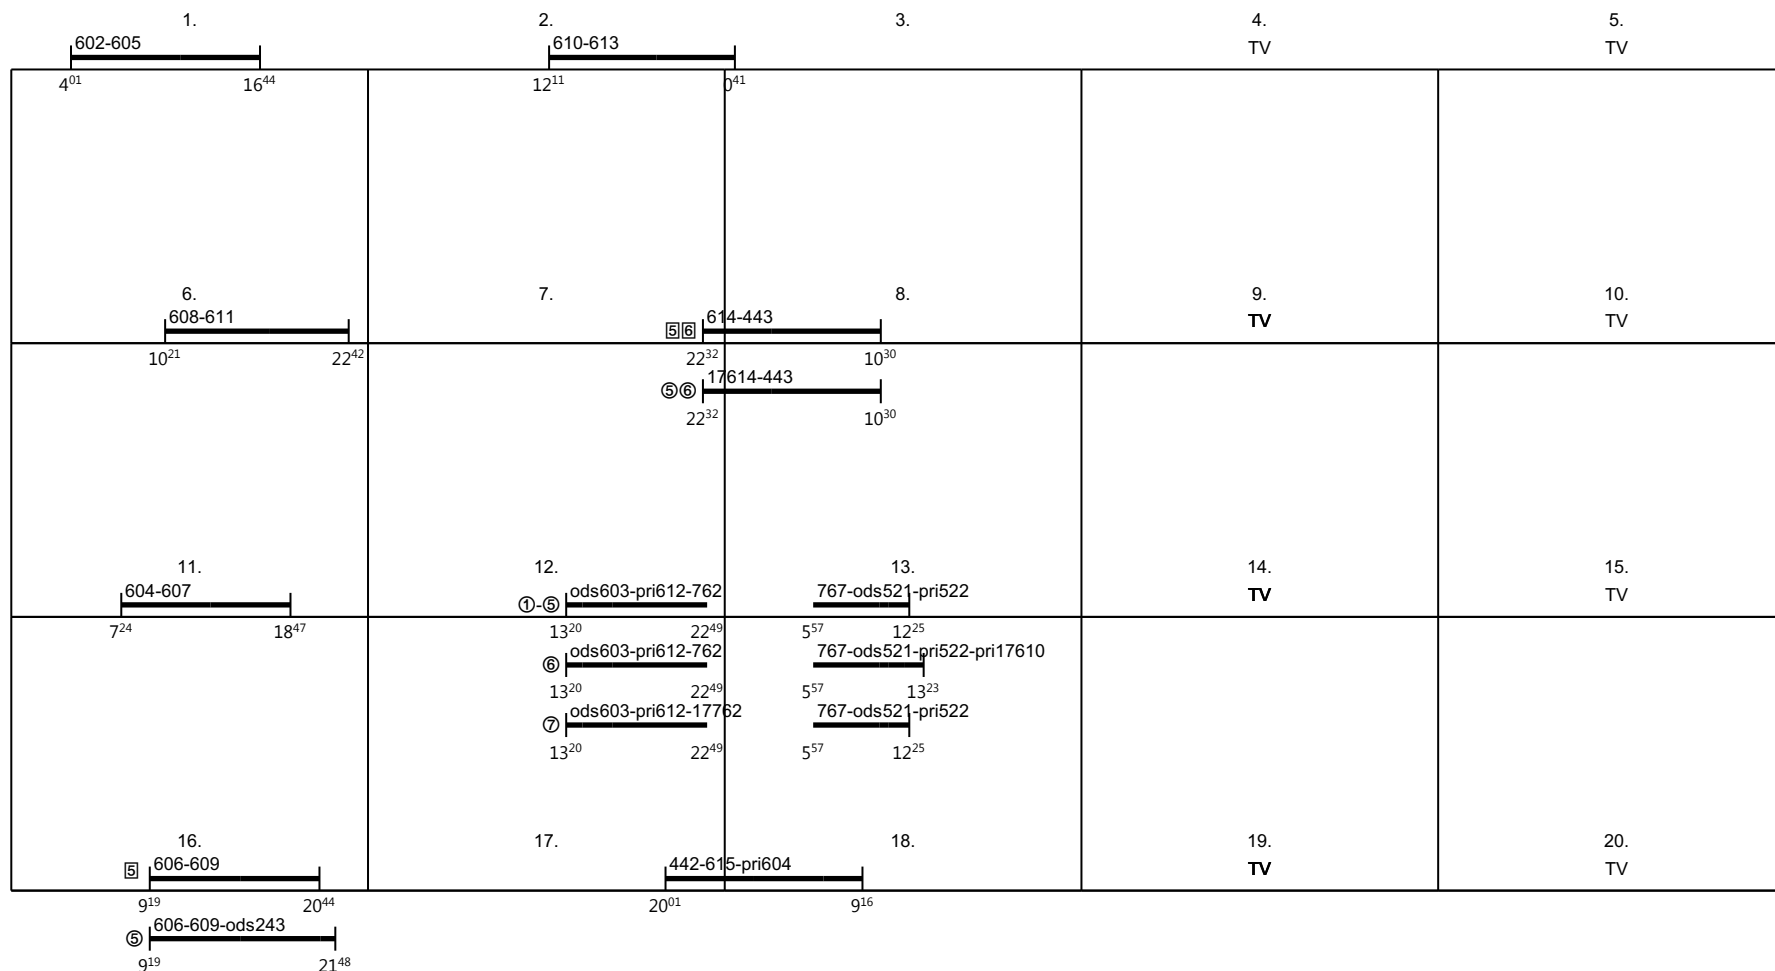 1. 2. 3. 4. 5.
602-605 610-613 TV TV
4⁰¹ 16⁴⁴ 12¹¹ 0⁴¹
6. 7. 8. 9. 10.
608-611 5 6 614-443 TV TV
10²¹ 22⁴² 22³² 10³⁰
⑤⑥ 17614-443
22³² 10³⁰
11. 12. 13. 14. 15.
604-607 ①-⑤ ods603-pri612-762 767-ods521-pri522 TV TV
7²⁴ 18⁴⁷ 13²⁰ 22⁴⁹ 5⁵⁷ 12²⁵
⑥ ods603-pri612-762 767-ods521-pri522-pri17610
13²⁰ 22⁴⁹ 5⁵⁷ 13²³
⑦ ods603-pri612-17762 767-ods521-pri522
13²⁰ 22⁴⁹ 5⁵⁷ 12²⁵
16. 17. 18. 19. 20.
5 606-609 442-615-pri604 TV TV
9¹⁹ 20⁴⁴ 20⁰¹ 9¹⁶
⑤ 606-609-ods243
9¹⁹ 21⁴⁸